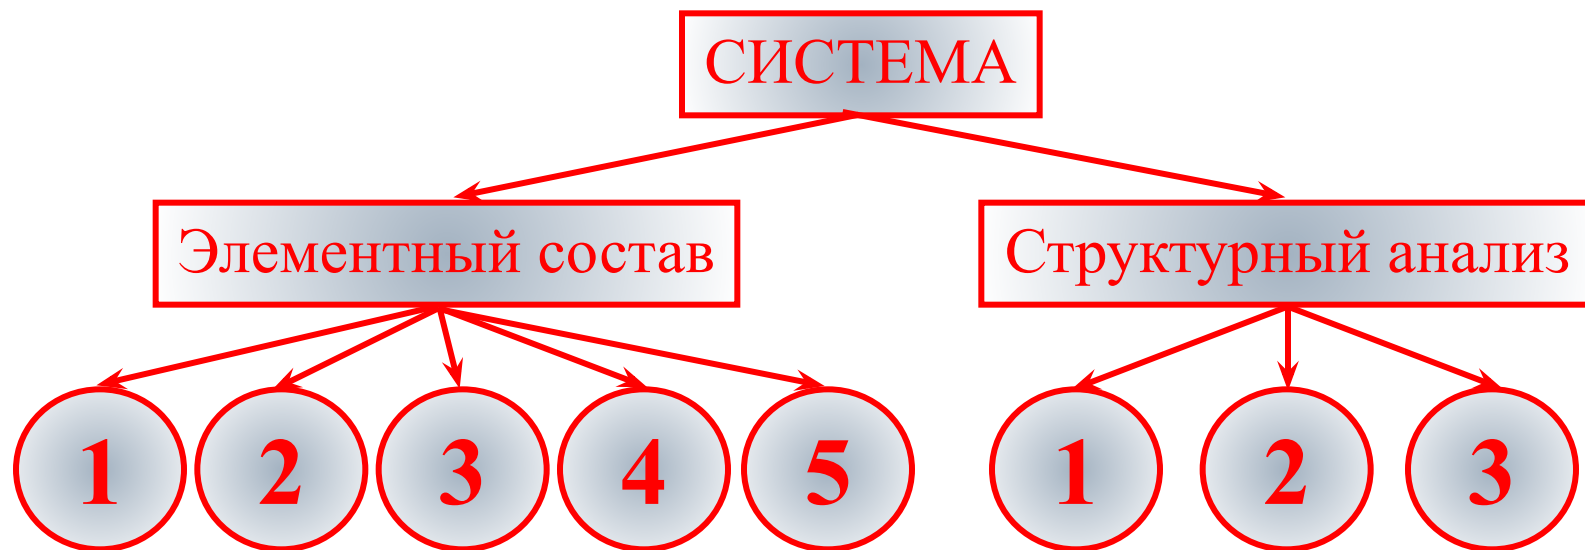 СИСТЕМА
Элементный состав
Структурный анализ
1 2 3 4 5
1 2 3